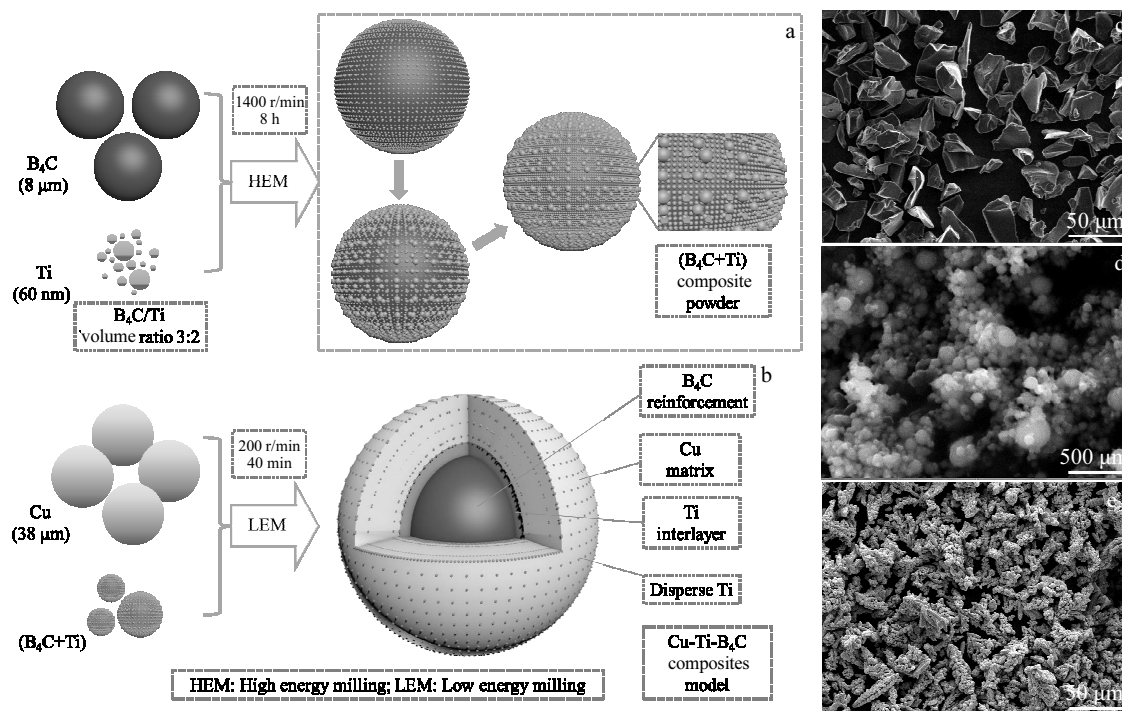 a
B₄C
(8 μm)
1400 r/min
8 h
HEM
Ti
(60 nm)
B₄C/Ti
volume ratio 3:2
(B₄C+Ti)
composite
powder
b
Cu
(38 μm)
200 r/min
40 min
LEM
(B₄C+Ti)
B₄C
reinforcement
Cu
matrix
Ti
interlayer
Disperse Ti
Cu-Ti-B₄C
composites
model
HEM: High energy milling; LEM: Low energy milling
50 μm
500 μm
50 μm